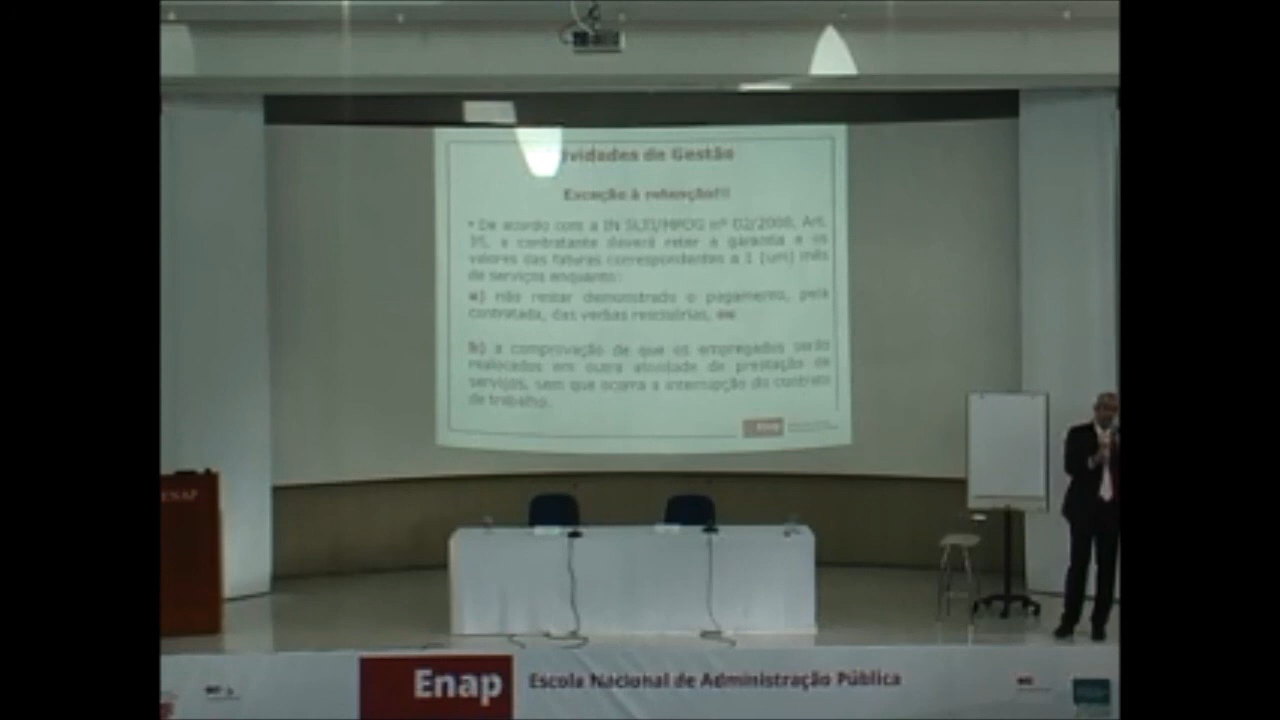 ividades de Gestão
Exceção à retenção!!
• De acordo com a IN SLTI/MPOG nº 02/2008, Art.
35, a contratante deverá reter a garantia e os
valores das faturas correspondentes a 1 (um) mês
de serviços enquanto:
a) não restar demonstrado o pagamento, pela
contratada, das verbas rescisórias, ou
b) a comprovação de que os empregados serão
realocados em outra atividade de prestação de
serviços, sem que ocorra a interrupção do contrato
de trabalho.
Enap
ENAP
Enap Escola Nacional de Administração Pública